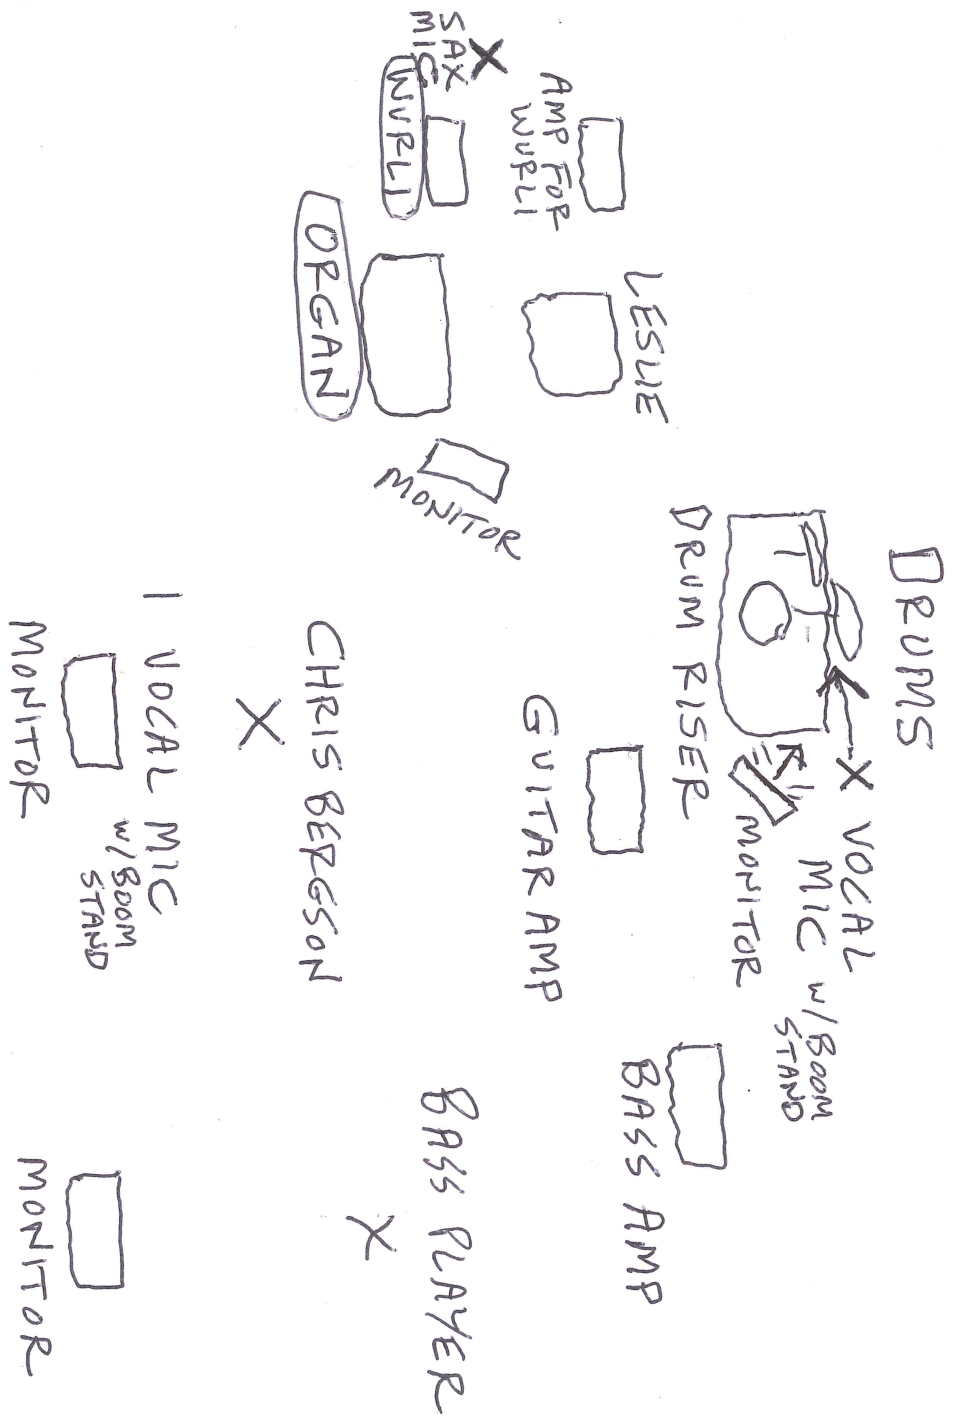 DRUMS
X VOCAL
MIC w/BOOM
STAND
MONITOR
DRUM RISER
LESLIE
BASS AMP
AMP FOR
WURLI
GUITAR AMP
X
SAX
MIC
WURLI
MONITOR
BASS PLAYER
X
ORGAN
CHRIS BERGSON
X
1 VOCAL MIC
w/BOOM
STAND
MONITOR
MONITOR